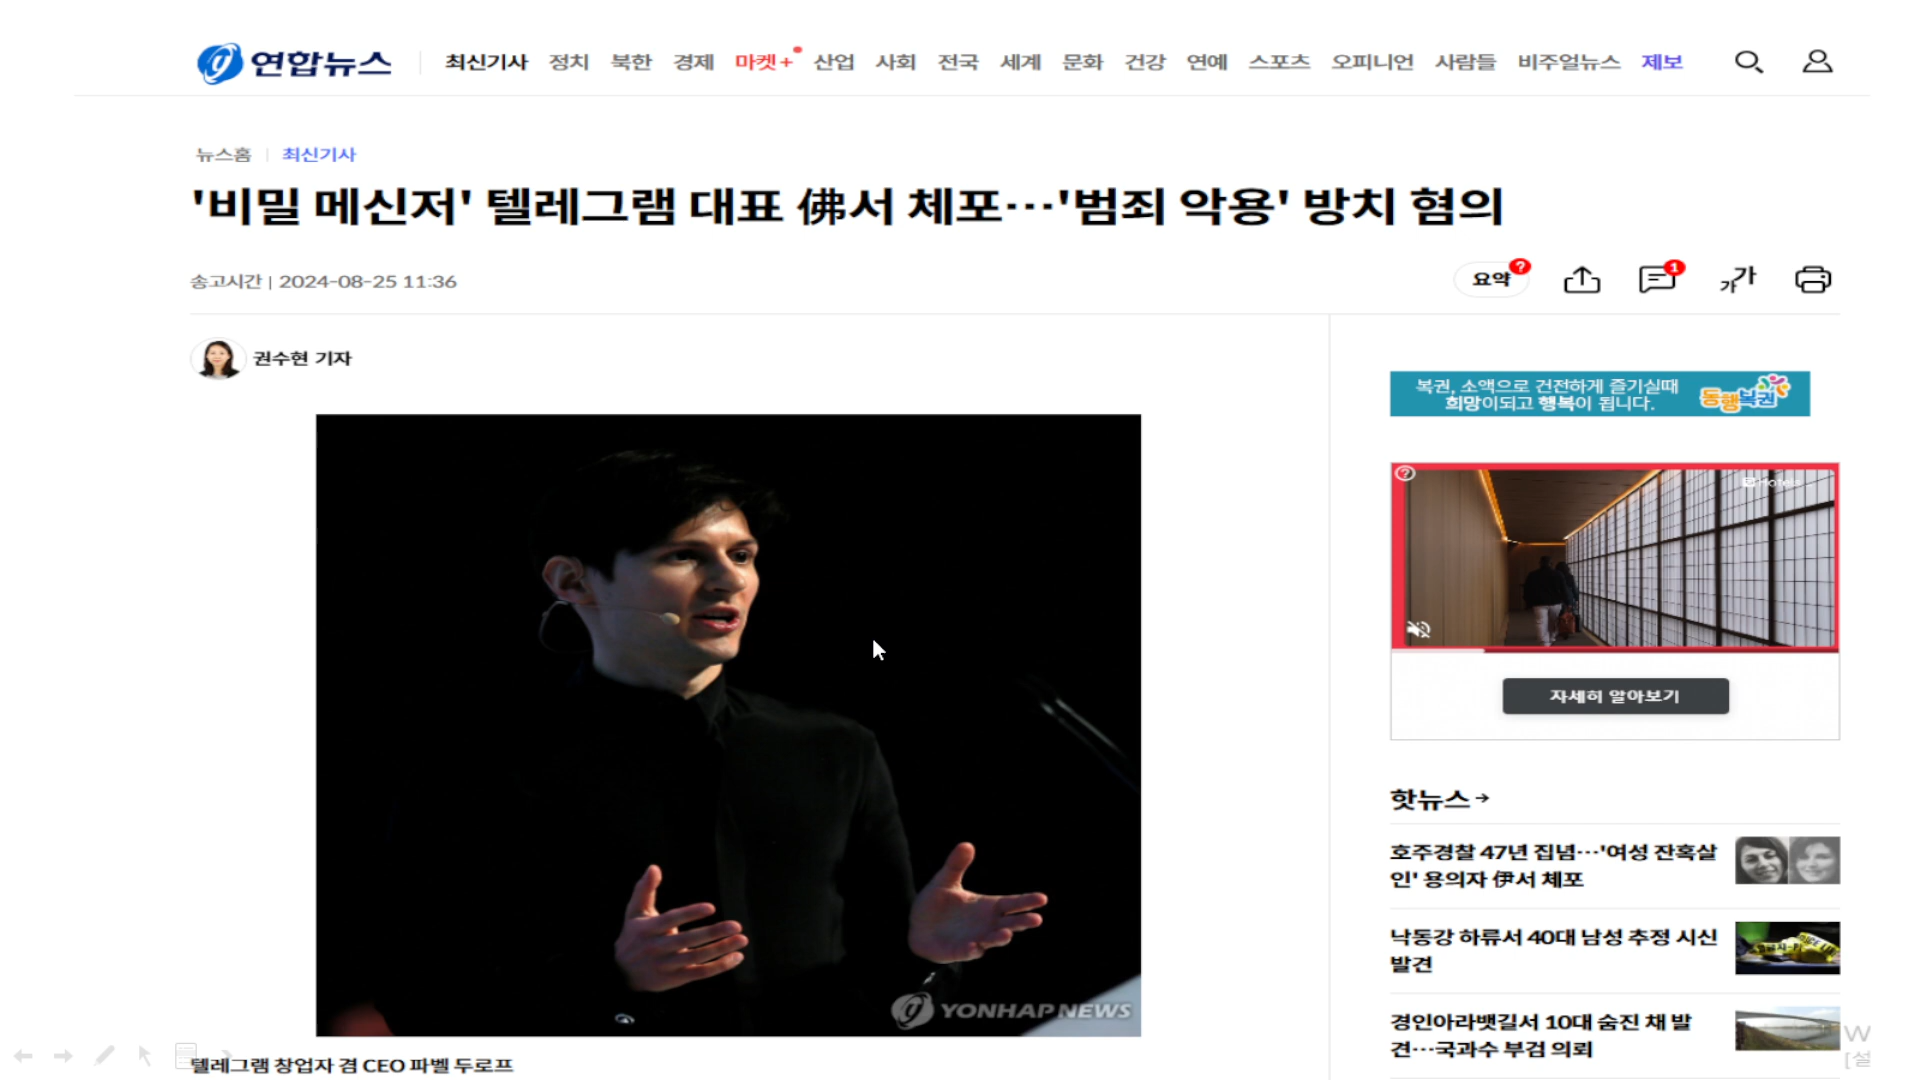 연합뉴스
최신기사 정치 북한 경제 마켓+ 산업 사회 전국 세계 문화 건강 연예 스포츠 오피니언 사람들 비주얼뉴스 제보
뉴스홈 | 최신기사
'비밀 메신저' 텔레그램 대표 佛서 체포…'범죄 악용' 방치 혐의
송고시간 | 2024-08-25 11:36
요약 ?
1
가가
권수현 기자
복권, 소액으로 건전하게 즐기실때
희망이되고 행복이 됩니다.
동행복권
Hotels
자세히 알아보기
YONHAP NEWS
텔레그램 창업자 겸 CEO 파벨 두로프
핫뉴스
호주경찰 47년 집념…'여성 잔혹살
인' 용의자 伊서 체포
낙동강 하류서 40대 남성 추정 시신
발견
경인아라뱃길서 10대 숨진 채 발
견…국과수 부검 의뢰
W
[설